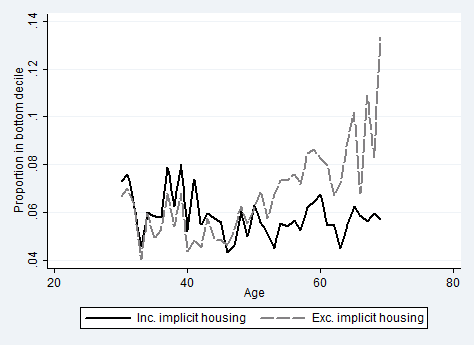 .14
.12
.1
.08
.06
.04
Proportion in bottom decile
20 40 60 80
Age
Inc. implicit housing Exc. implicit housing